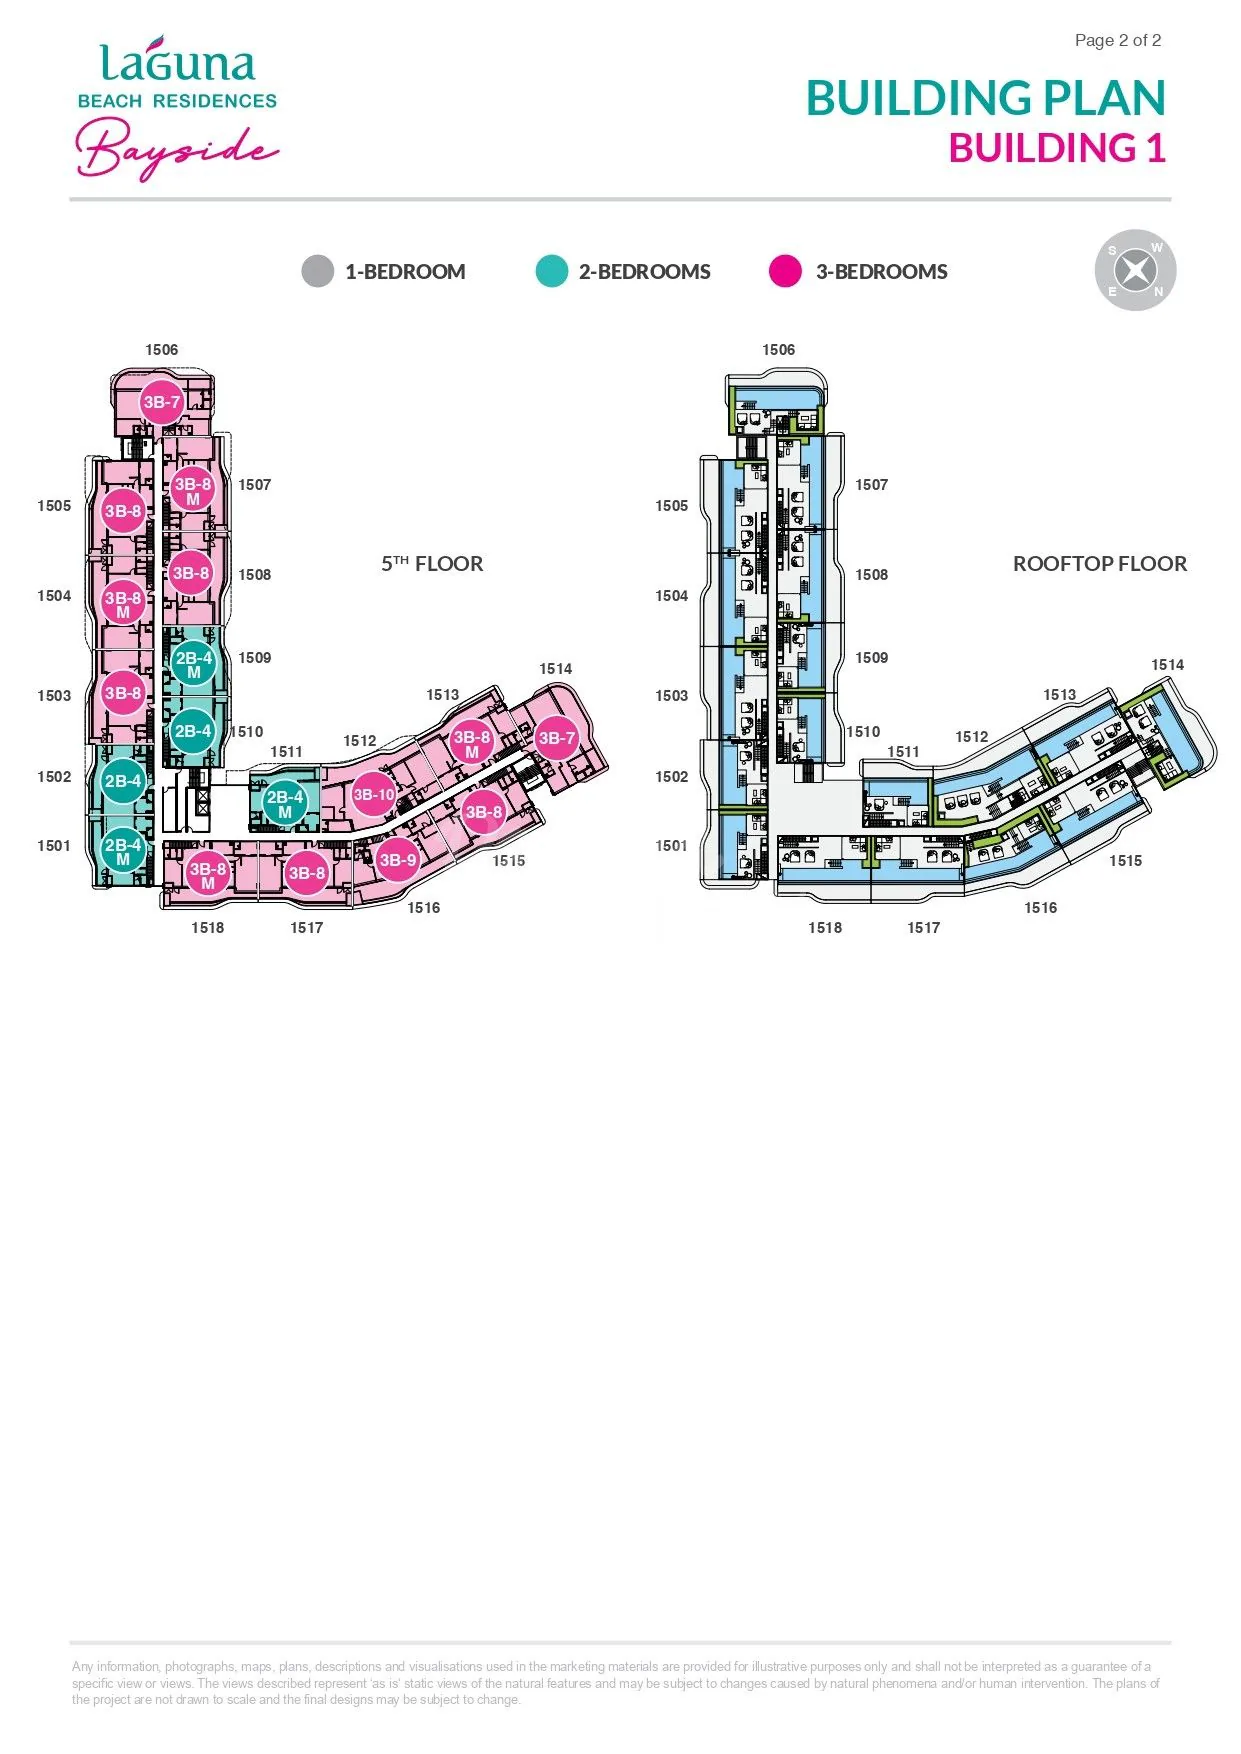 Page 2 of 2
Laguna
BEACH RESIDENCES
Bayside
BUILDING PLAN
BUILDING 1
1-BEDROOM
2-BEDROOMS
3-BEDROOMS
S W
E N
5TH FLOOR
1506
3B-7
1507
3B-8
M
1505
3B-8
1508
3B-8
1504
3B-8
M
1509
2B-4
M
1503
3B-8
1510
2B-4
1502
2B-4
1501
2B-4
M
1511
2B-4
M
1512
3B-10
1513
3B-8
M
1514
3B-7
3B-8
1515
3B-9
1516
3B-8
M
3B-8
1518
1517
ROOFTOP FLOOR
1506
1507
1505
1508
1504
1509
1503
1510
1502
1501
1511
1512
1513
1514
1515
1516
1518
1517
Any information, photographs, maps, plans, descriptions and visualisations used in the marketing materials are provided for illustrative purposes only and shall not be interpreted as a guarantee of a
specific view or views. The views described represent 'as is' static views of the natural features and may be subject to changes caused by natural phenomena and/or human intervention. The plans of
the project are not drawn to scale and the final designs may be subject to change.